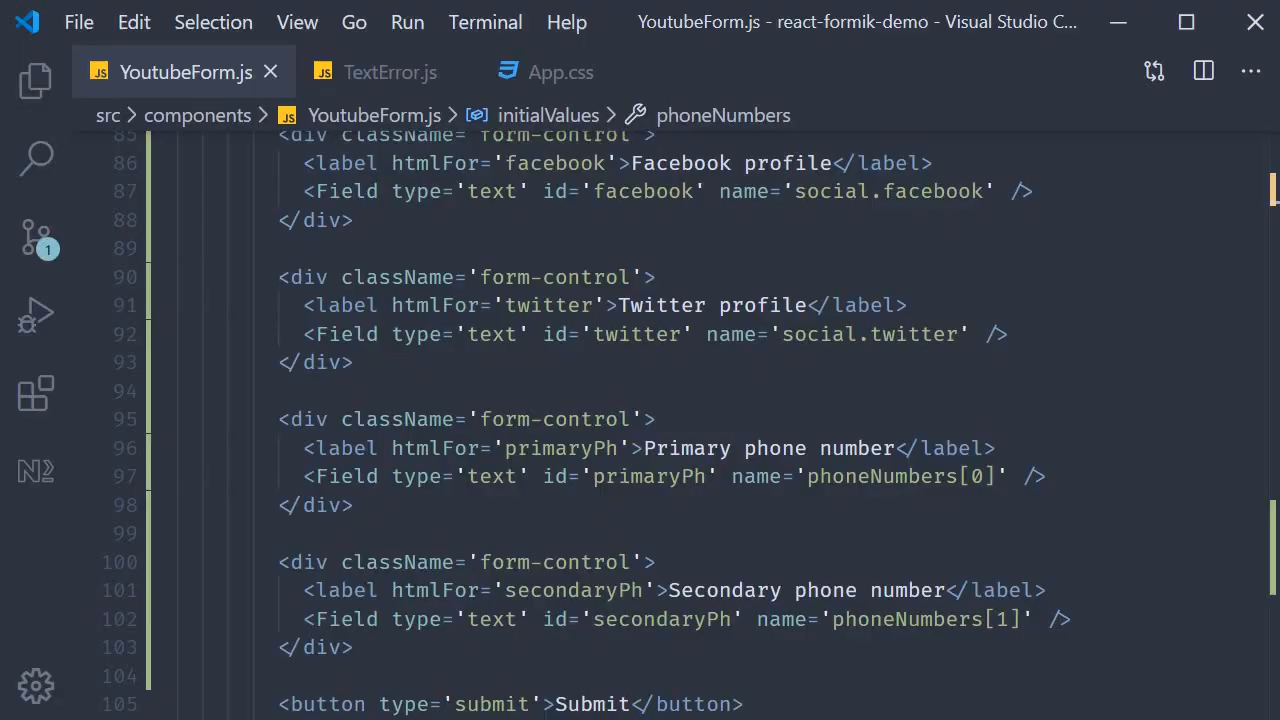 File Edit Selection View Go Run Terminal Help YoutubeForm.js - react-formik-demo - Visual Studio C...
JS YoutubeForm.js JS TextError.js App.css
src > components > JS YoutubeForm.js > initialValues > phoneNumbers
85 <div className='form-control'>
86 <label htmlFor='facebook'>Facebook profile</label>
87 <Field type='text' id='facebook' name='social.facebook' />
88 </div>
89
90 <div className='form-control'>
91 <label htmlFor='twitter'>Twitter profile</label>
92 <Field type='text' id='twitter' name='social.twitter' />
93 </div>
94
95 <div className='form-control'>
96 <label htmlFor='primaryPh'>Primary phone number</label>
97 <Field type='text' id='primaryPh' name='phoneNumbers[0]' />
98 </div>
99
100 <div className='form-control'>
101 <label htmlFor='secondaryPh'>Secondary phone number</label>
102 <Field type='text' id='secondaryPh' name='phoneNumbers[1]' />
103 </div>
104
105 <button type='submit'>Submit</button>
1